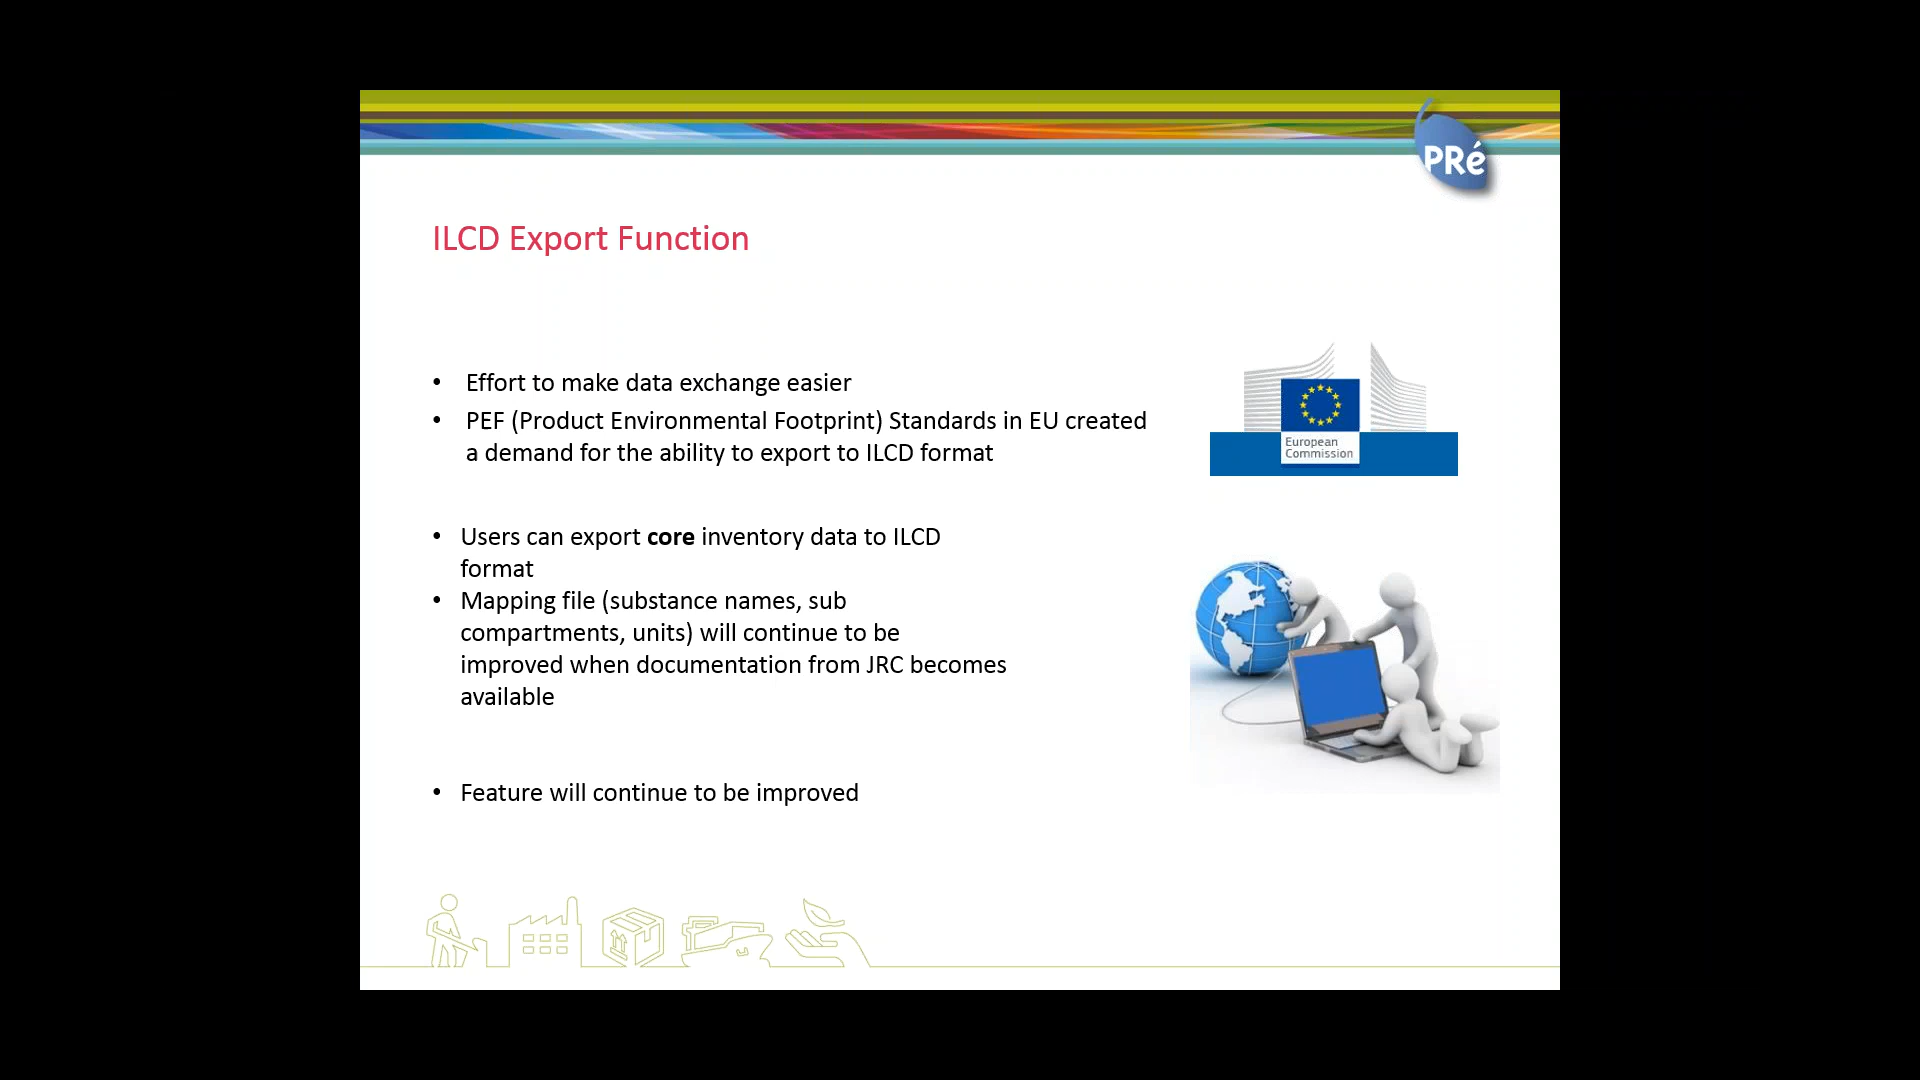 PRé
ILCD Export Function
• Effort to make data exchange easier
• PEF (Product Environmental Footprint) Standards in EU created
a demand for the ability to export to ILCD format
European
Commission
• Users can export core inventory data to ILCD
format
• Mapping file (substance names, sub
compartments, units) will continue to be
improved when documentation from JRC becomes
available
• Feature will continue to be improved